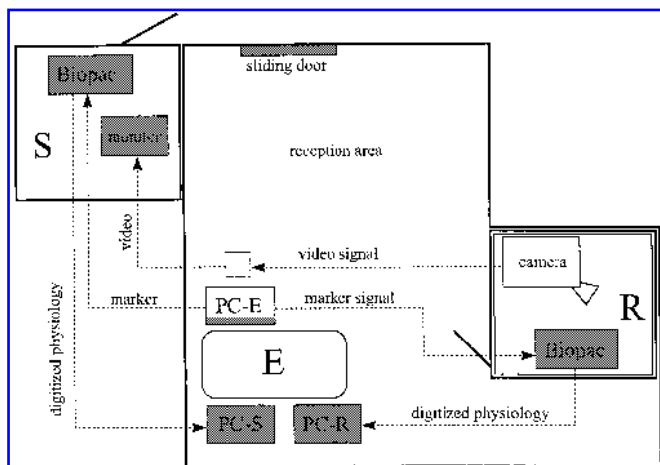 Biopac
sliding door
monitor
S
reception area
video
video signal
camera
marker
PC-E
marker signal
R
Biopac
E
digitized physiology
PC-S
PC-R
digitized physiology